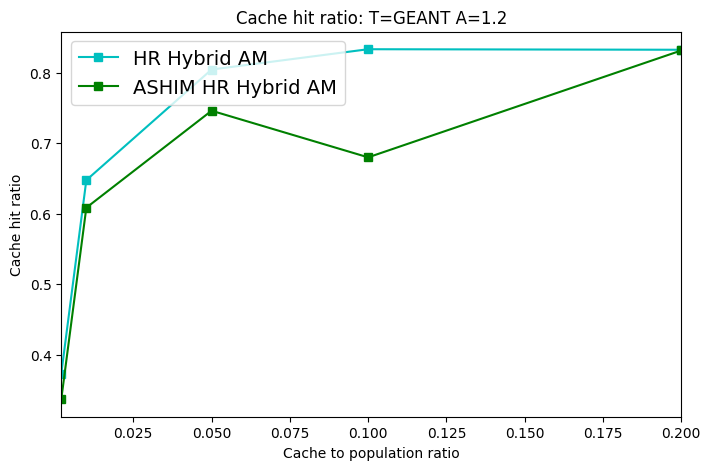 Cache hit ratio: T=GEANT A=1.2
HR Hybrid AM
ASHIM HR Hybrid AM
Cache hit ratio
0.8
0.7
0.6
0.5
0.4
0.025 0.050 0.075 0.100 0.125 0.150 0.175 0.200
Cache to population ratio